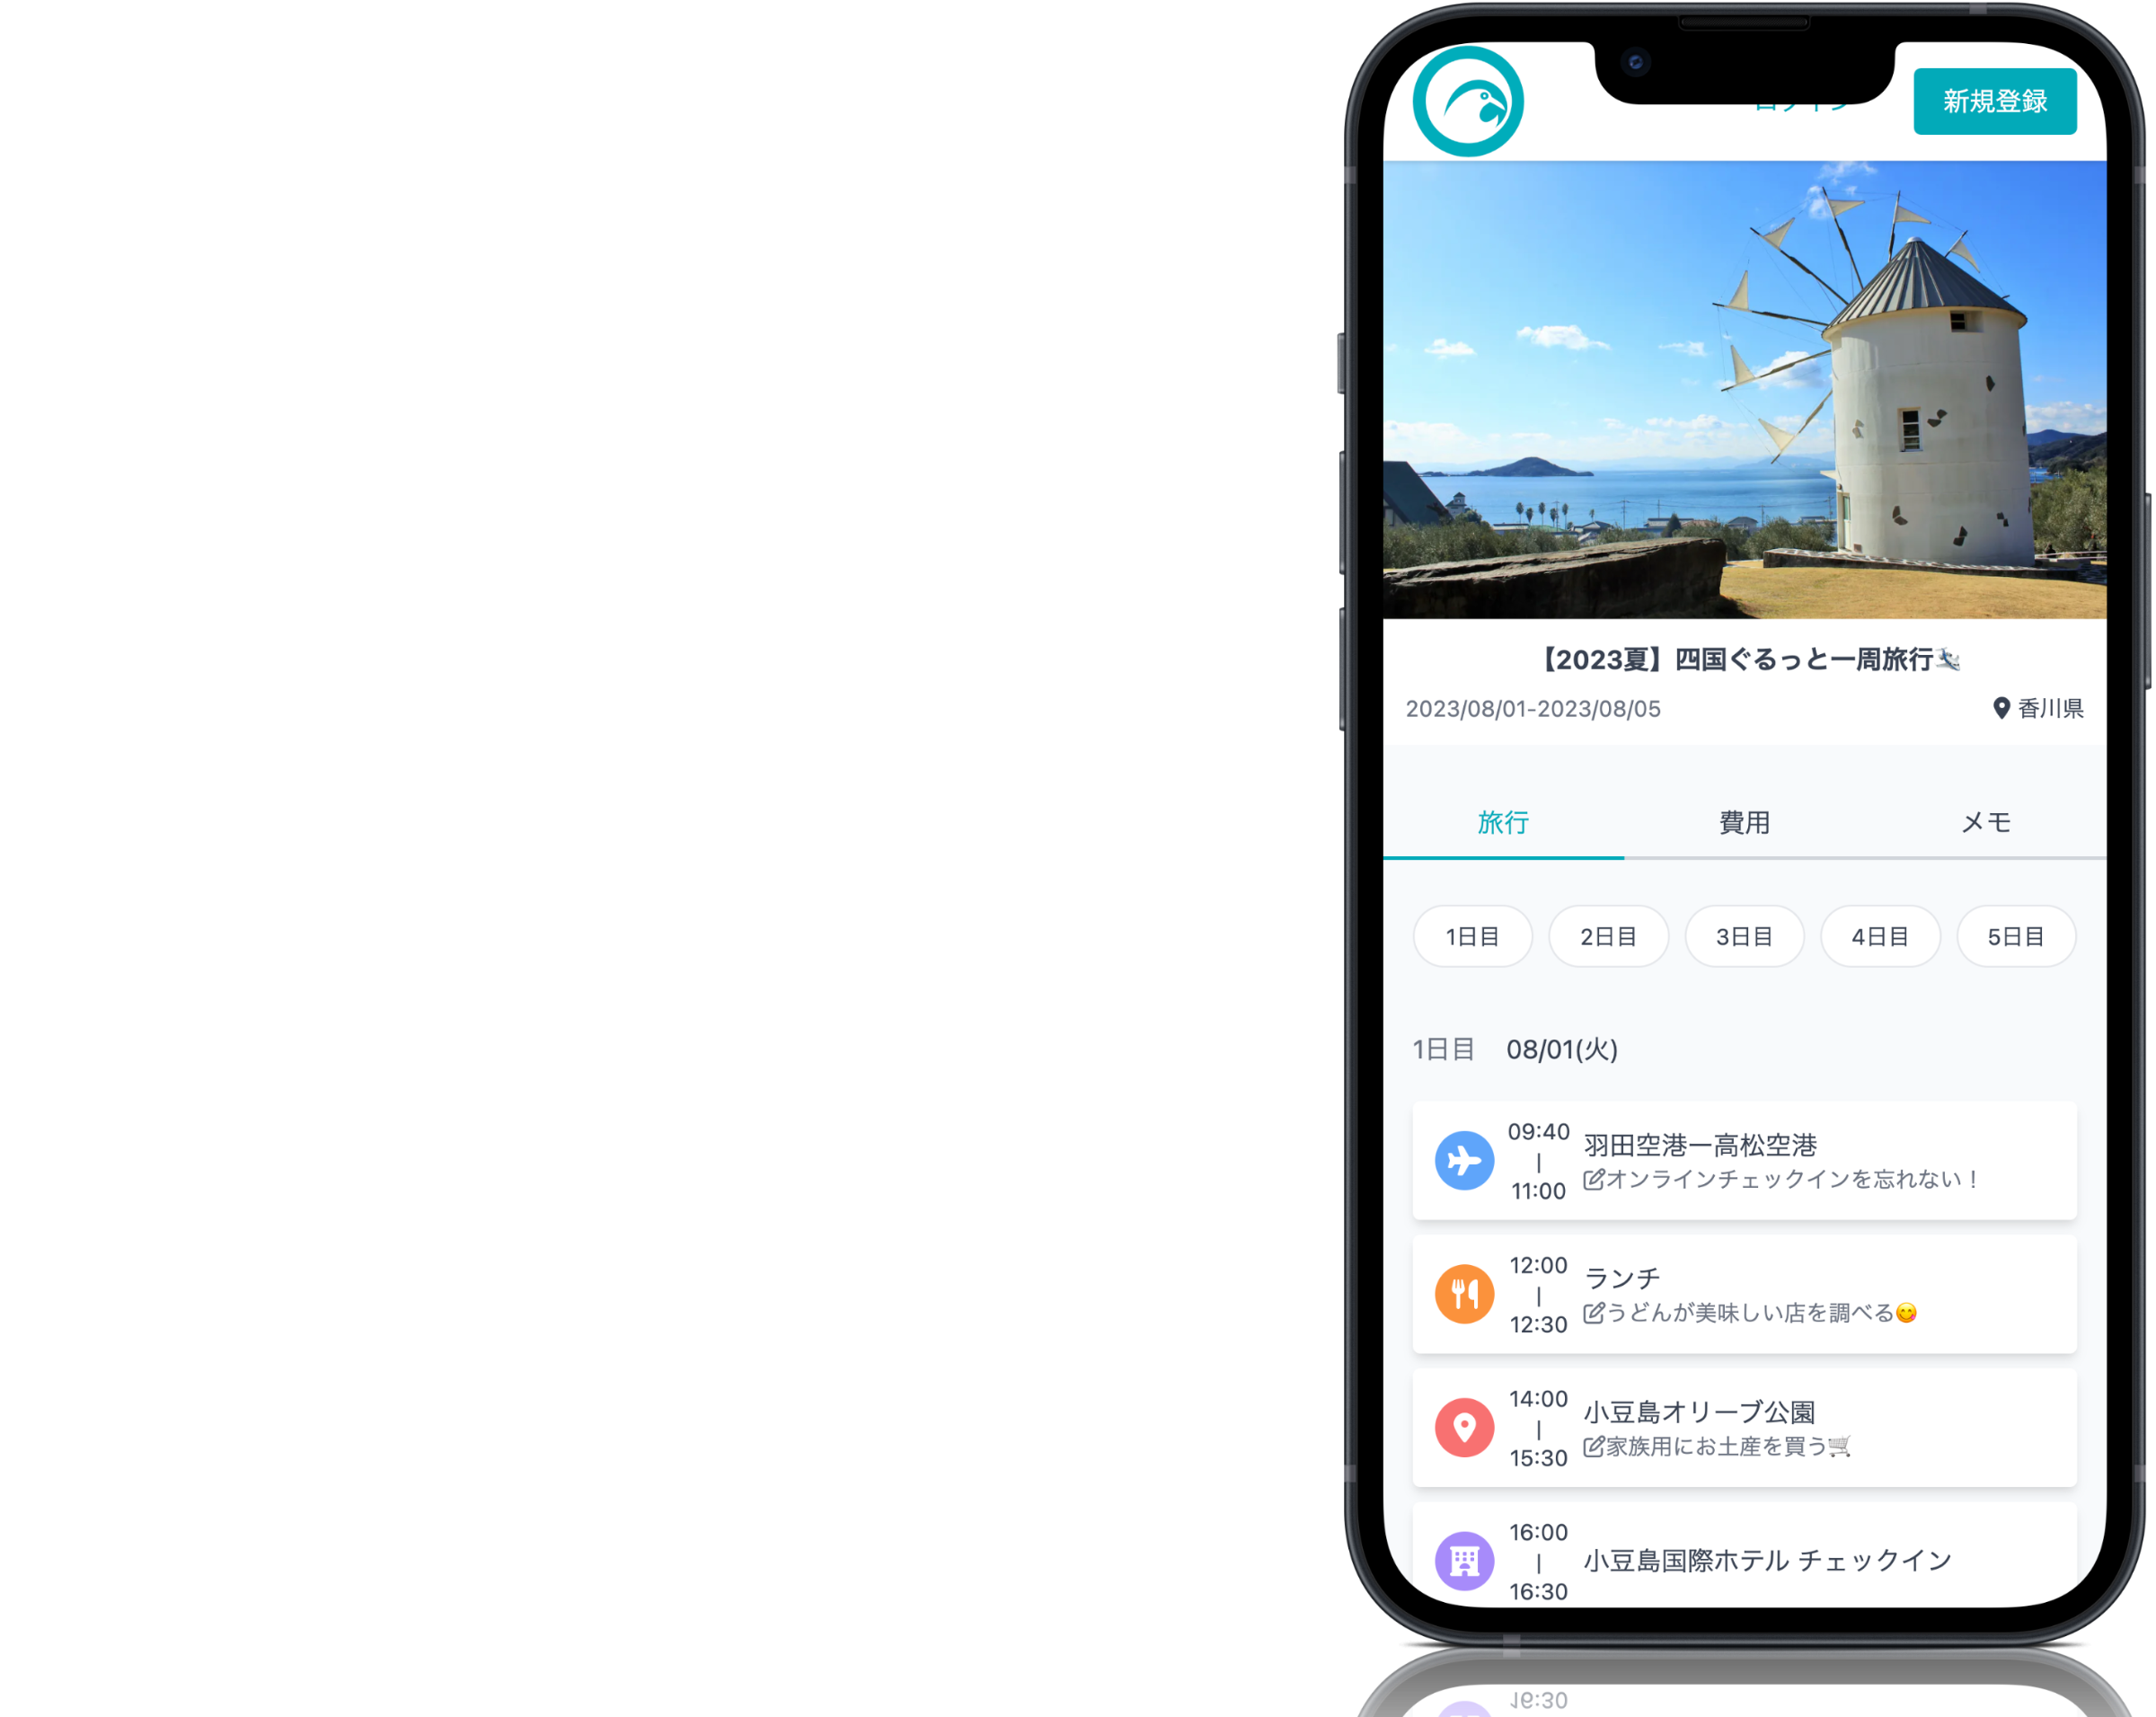 ログイン
新規登録
【2023夏】四国ぐるっと一周旅行🛬
2023/08/01-2023/08/05
香川県
旅行
費用
メモ
1日目
2日目
3日目
4日目
5日目
1日目 08/01(火)
09:40
|
11:00
羽田空港ー高松空港
オンラインチェックインを忘れない！
12:00
|
12:30
ランチ
うどんが美味しい店を調べる😋
14:00
|
15:30
小豆島オリーブ公園
家族用にお土産を買う🛒
16:00
|
16:30
小豆島国際ホテル チェックイン